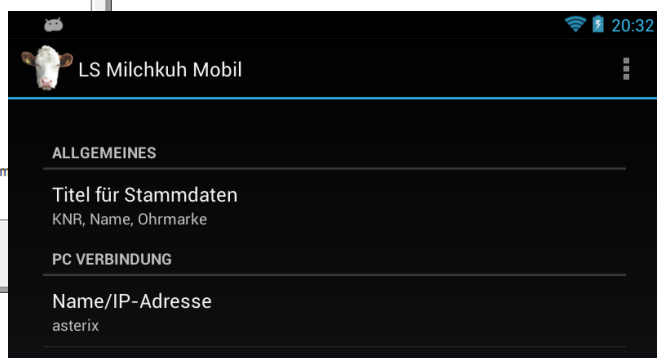 20:32
LS Milchkuh Mobil
ALLGEMEINES
Titel für Stammdaten
KNR, Name, Ohrmarke
PC VERBINDUNG
Name/IP-Adresse
asterix